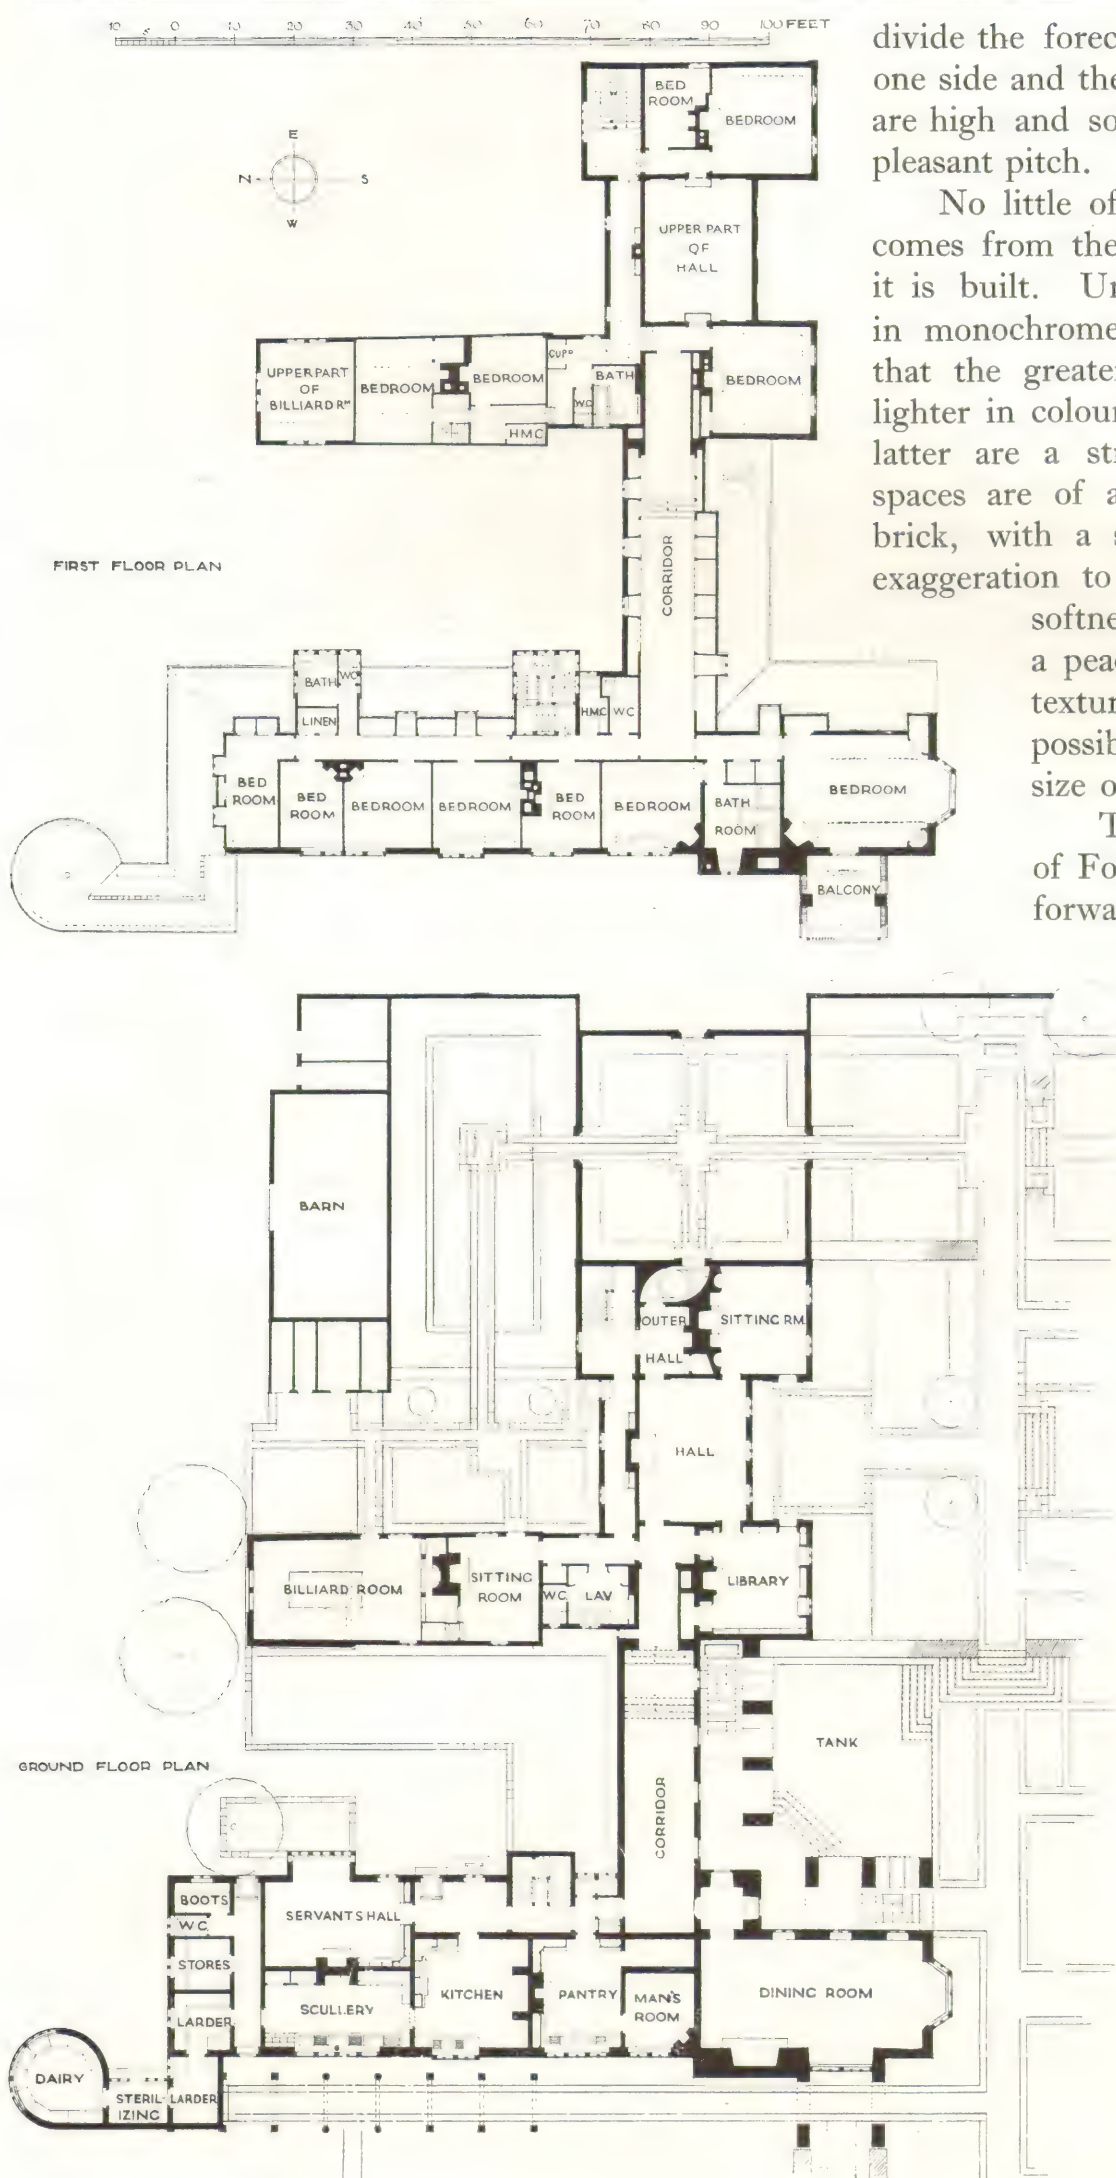 10 5 0 10 20 30 40 50 60 70 80 90 100 FEET
E
N S
W
BED
ROOM
BEDROOM
UPPER PART
OF
HALL
UPPER PART
OF
BILLIARD RM
BEDROOM
BEDROOM
CUPD
BATH
WC
HMC
BEDROOM
FIRST FLOOR PLAN
CORRIDOR
BATH
WC
LINEN
HMC
WC
BED
ROOM
BED
ROOM
BEDROOM
BEDROOM
BED
ROOM
BEDROOM
BATH
ROOM
BEDROOM
BALCONY
divide the forec
one side and the
are high and so
pleasant pitch.
No little of
comes from the
it is built. Un
in monochrome
that the greater
lighter in colour
latter are a str
spaces are of a
brick, with a s
exaggeration to
softne
a peac
textur
possib
size o
T
of Fo
forwa
BARN
OUTER
HALL
SITTING RM.
HALL
BILLIARD ROOM
SITTING
ROOM
WC
LAV
LIBRARY
TANK
GROUND FLOOR PLAN
CORRIDOR
BOOTS
W.C.
STORES
LARDER
SERVANTS HALL
SCULLERY
KITCHEN
PANTRY
MAN'S
ROOM
DINING ROOM
DAIRY
STERIL-
IZING
LARDER